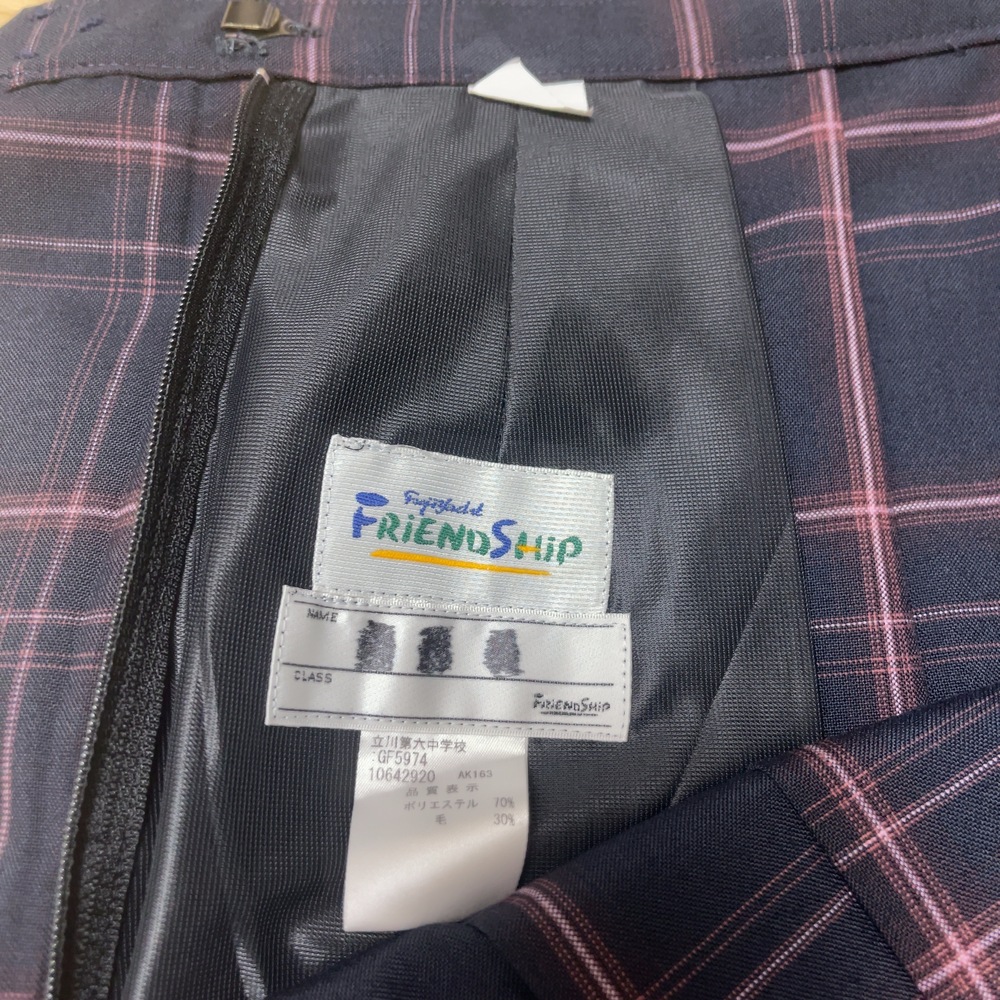 FRiENDSHiP
NAME
CLASS
FRiENDSHiP
立川第六中学校
:GF5974
10642920 AK163
品質表示
ポリエステル 70%
毛 30%